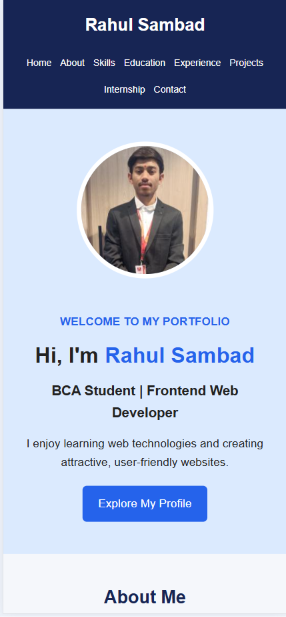 Rahul Sambad
Home About Skills Education Experience Projects
Internship Contact
WELCOME TO MY PORTFOLIO
Hi, I'm Rahul Sambad
BCA Student | Frontend Web
Developer
I enjoy learning web technologies and creating
attractive, user-friendly websites.
Explore My Profile
About Me